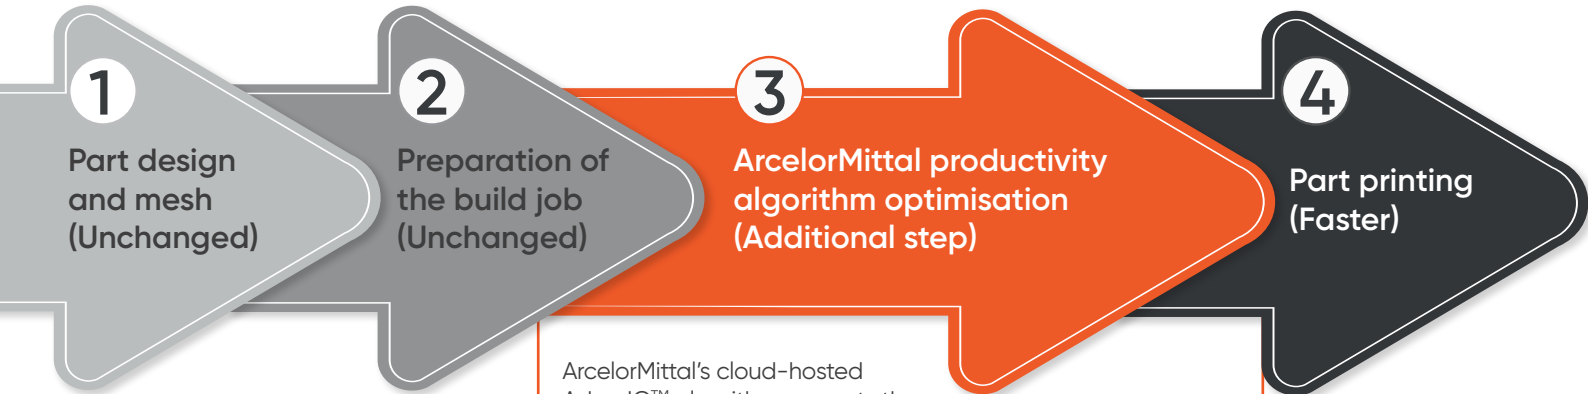 1
Part design
and mesh
(Unchanged)
2
Preparation of
the build job
(Unchanged)
3
ArcelorMittal productivity
algorithm optimisation
(Additional step)
4
Part printing
(Faster)
ArcelorMittal’s cloud-hosted